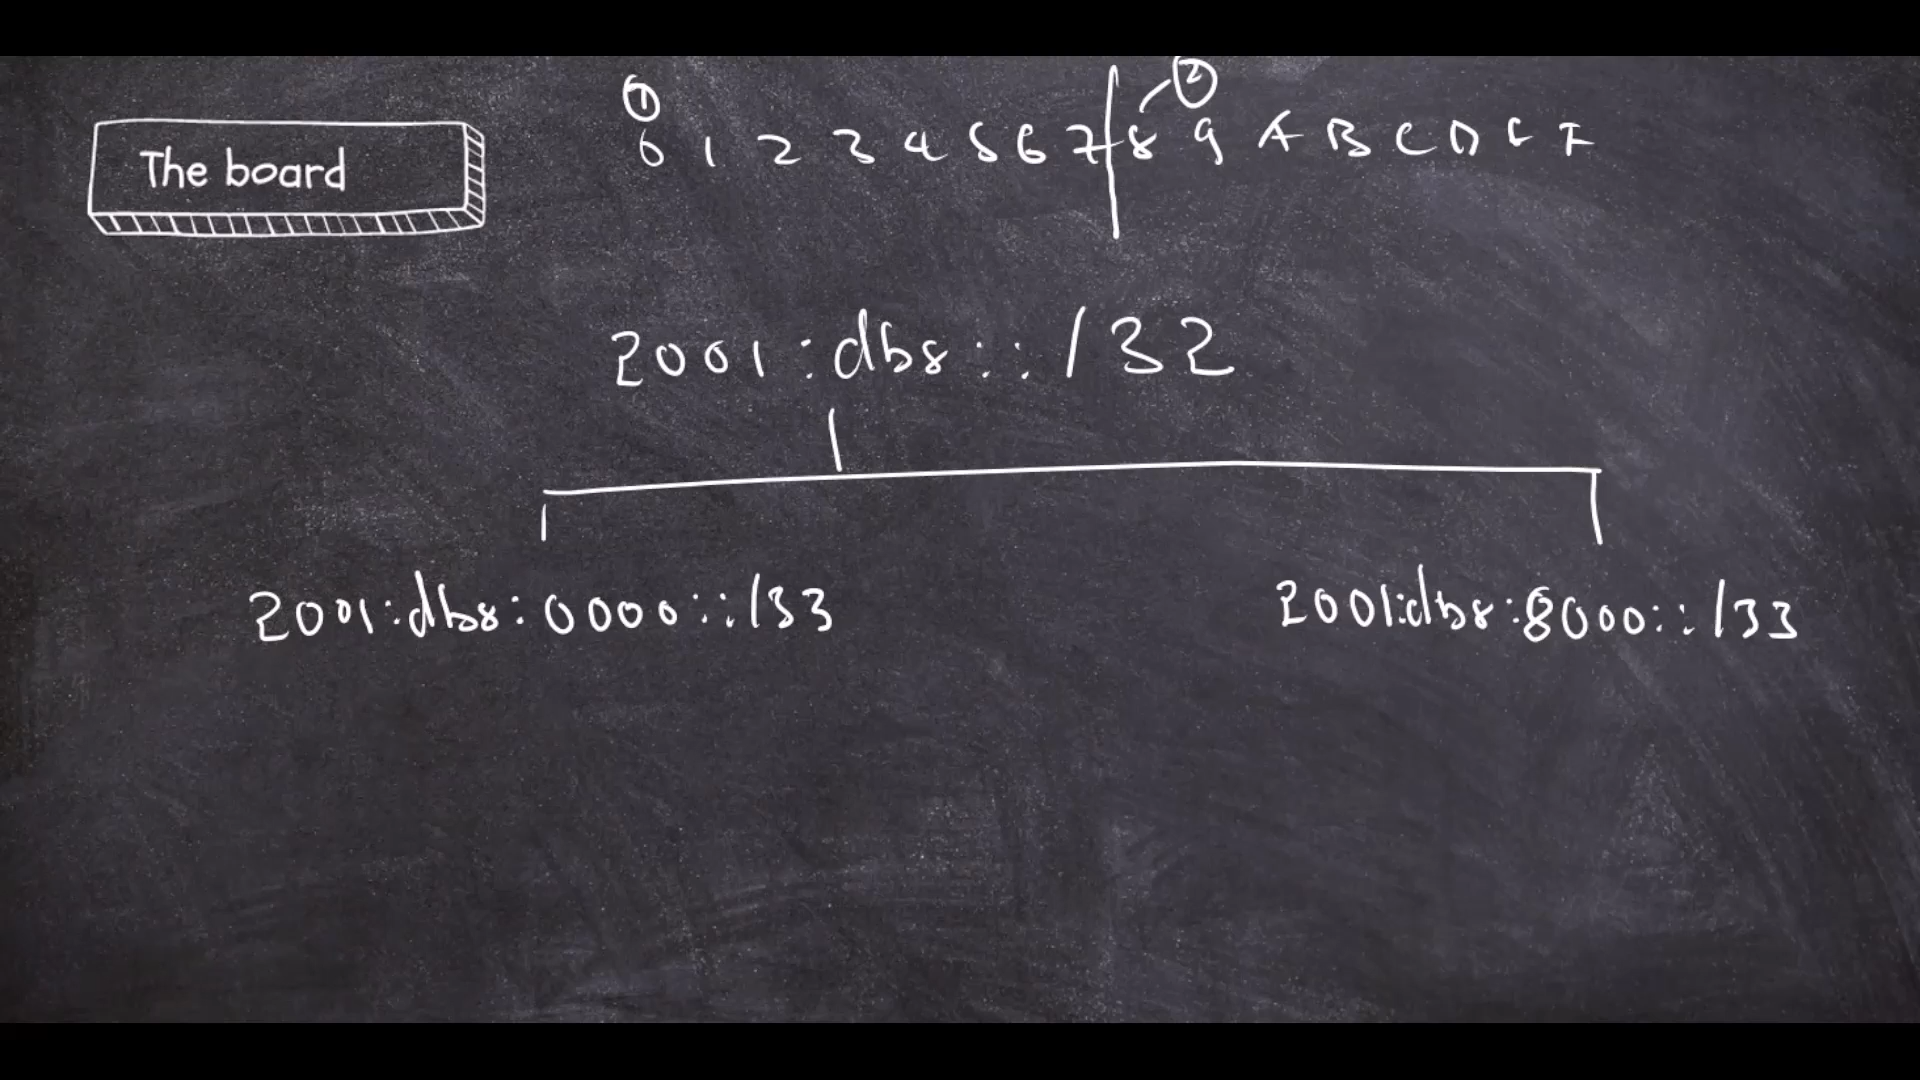 ① ②
The board
0 1 2 3 4 5 6 7 8 9 A B C D E F
2001:db8::/32
2001:db8:0000::/33 2001:db8:8000::/33